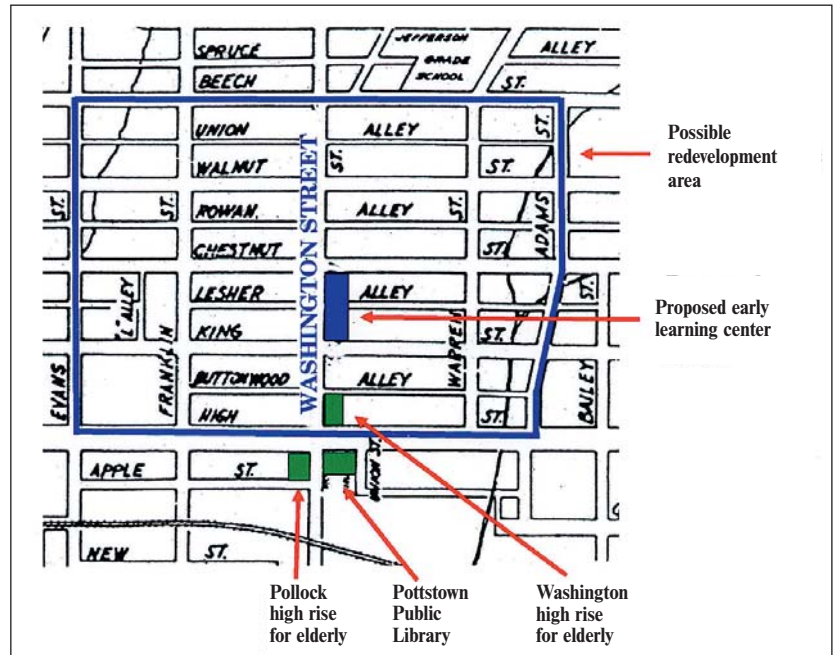 JEFFERSON
GRADE
SCHOOL
ALLEY
SPRUCE
BEECH
ST.
UNION
ALLEY
ST.
WALNUT
ST.
ST.
ST.
ST.
ROWAN
ALLEY
ST.
ADAMS
CHESTNUT
ST.
WASHINGTON STREET
LESHER
ALLEY
ST.
"L" ALLEY
KING
ST.
EVANS
FRANKLIN
WARREN
BAILEY
BUTTONWOOD
ALLEY
HIGH
ST.
UNION ST.
APPLE
ST.
NEW
ST.
Possible
redevelopment
area
Proposed early
learning center
Pollock
high rise
for elderly
Pottstown
Public
Library
Washington
high rise
for elderly